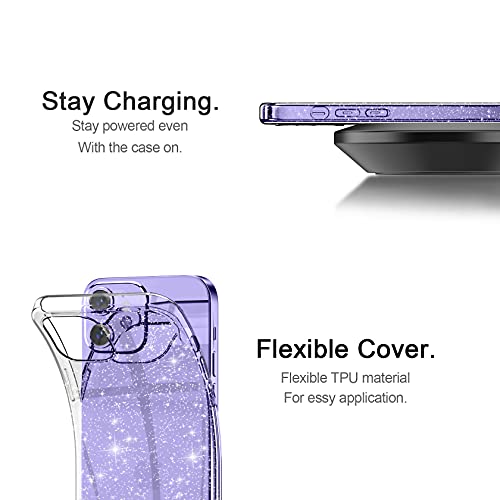 Stay Charging.
Stay powered even
With the case on.
Flexible Cover.
Flexible TPU material
For essy application.